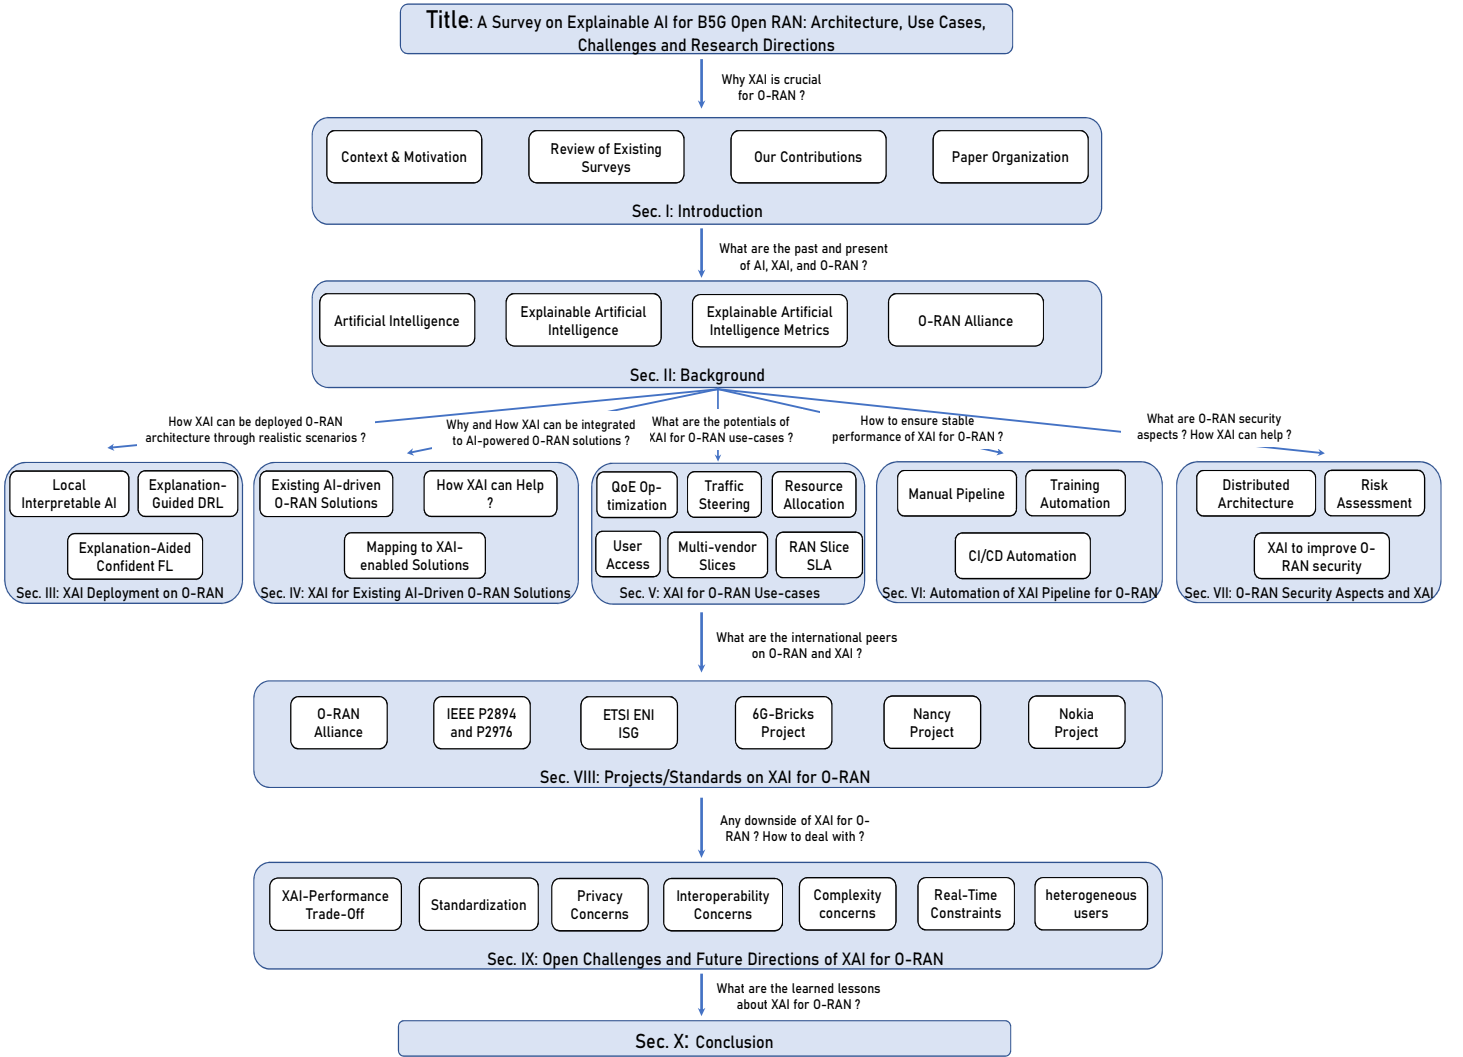 Title: A Survey on Explainable AI for B5G Open RAN: Architecture, Use Cases,
Challenges and Research Directions
Why XAI is crucial
for O-RAN ?
Context & Motivation
Review of Existing
Surveys
Our Contributions
Paper Organization
Sec. I: Introduction
What are the past and present
of AI, XAI, and O-RAN ?
Artificial Intelligence
Explainable Artificial
Intelligence
Explainable Artificial
Intelligence Metrics
O-RAN Alliance
Sec. II: Background
How XAI can be deployed O-RAN
architecture through realistic scenarios ?
Why and How XAI can be integrated
to AI-powered O-RAN solutions ?
What are the potentials of
XAI for O-RAN use-cases ?
How to ensure stable
performance of XAI for O-RAN ?
What are O-RAN security
aspects ? How XAI can help ?
Local
Interpretable AI
Explanation-
Guided DRL
Explanation-Aided
Confident FL
Sec. III: XAI Deployment on O-RAN
Existing AI-driven
O-RAN Solutions
How XAI can Help
?
Mapping to XAI-
enabled Solutions
Sec. IV: XAI for Existing AI-Driven O-RAN Solutions
QoE Op-
timization
Traffic
Steering
Resource
Allocation
User
Access
Multi-vendor
Slices
RAN Slice
SLA
Sec. V: XAI for O-RAN Use-cases
Manual Pipeline
Training
Automation
CI/CD Automation
Sec. VI: Automation of XAI Pipeline for O-RAN
Distributed
Architecture
Risk
Assessment
XAI to improve O-
RAN security
Sec. VII: O-RAN Security Aspects and XAI
What are the international peers
on O-RAN and XAI ?
O-RAN
Alliance
IEEE P2894
and P2976
ETSI ENI
ISG
6G-Bricks
Project
Nancy
Project
Nokia
Project
Sec. VIII: Projects/Standards on XAI for O-RAN
Any downside of XAI for O-
RAN ? How to deal with ?
XAI-Performance
Trade-Off
Standardization
Privacy
Concerns
Interoperability
Concerns
Complexity
concerns
Real-Time
Constraints
heterogeneous
users
Sec. IX: Open Challenges and Future Directions of XAI for O-RAN
What are the learned lessons
about XAI for O-RAN ?
Sec. X: Conclusion